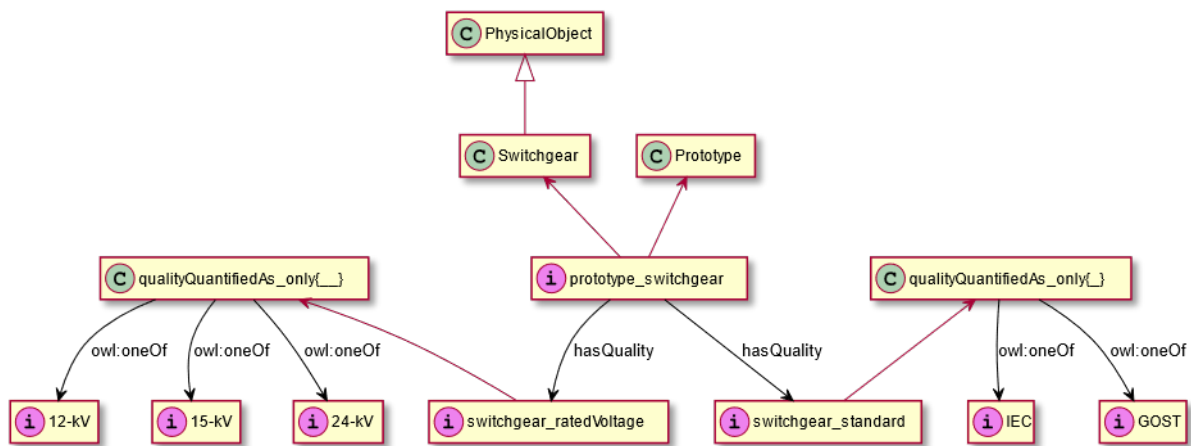 C PhysicalObject
C Switchgear
C Prototype
C qualityQuantifiedAs_only{__}
i prototype_switchgear
C qualityQuantifiedAs_only{_}
owl:oneOf
owl:oneOf
owl:oneOf
hasQuality
hasQuality
owl:oneOf
owl:oneOf
i 12-kV
i 15-kV
i 24-kV
i switchgear_ratedVoltage
i switchgear_standard
i IEC
i GOST